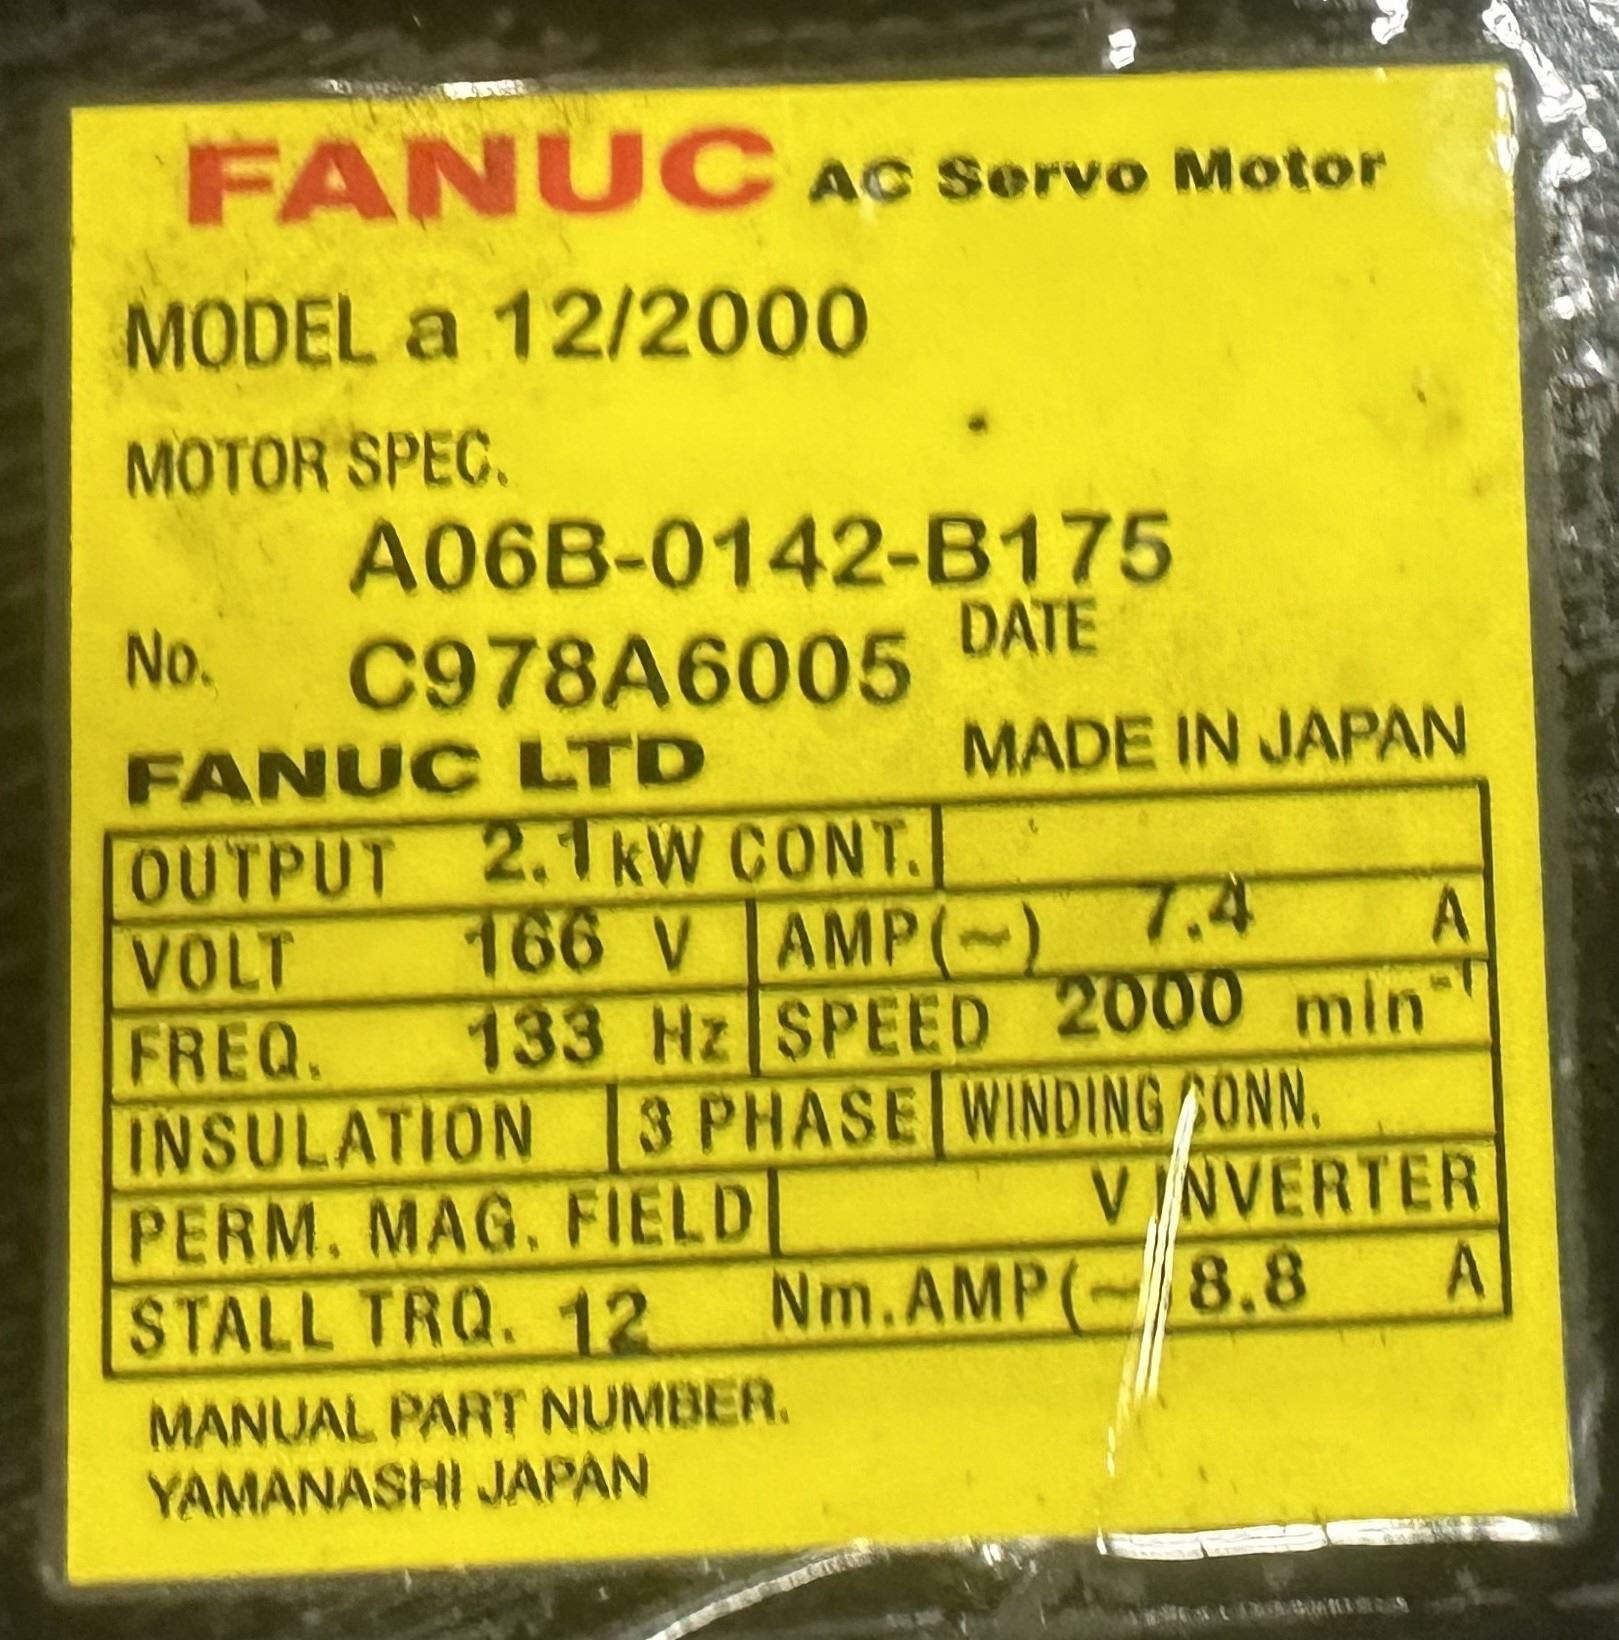 FANUC AC Servo Motor
MODEL a 12/2000
MOTOR SPEC.
A06B-0142-B175
No. C978A6005 DATE
FANUC LTD MADE IN JAPAN
OUTPUT 2.1 kW CONT.
VOLT 166 V AMP(~) 7.4 A
FREQ. 133 Hz SPEED 2000 min⁻¹
INSULATION 3 PHASE WINDING CONN.
PERM. MAG. FIELD V INVERTER
STALL TRQ. 12 Nm. AMP(~) 8.8 A
MANUAL PART NUMBER.
YAMANASHI JAPAN